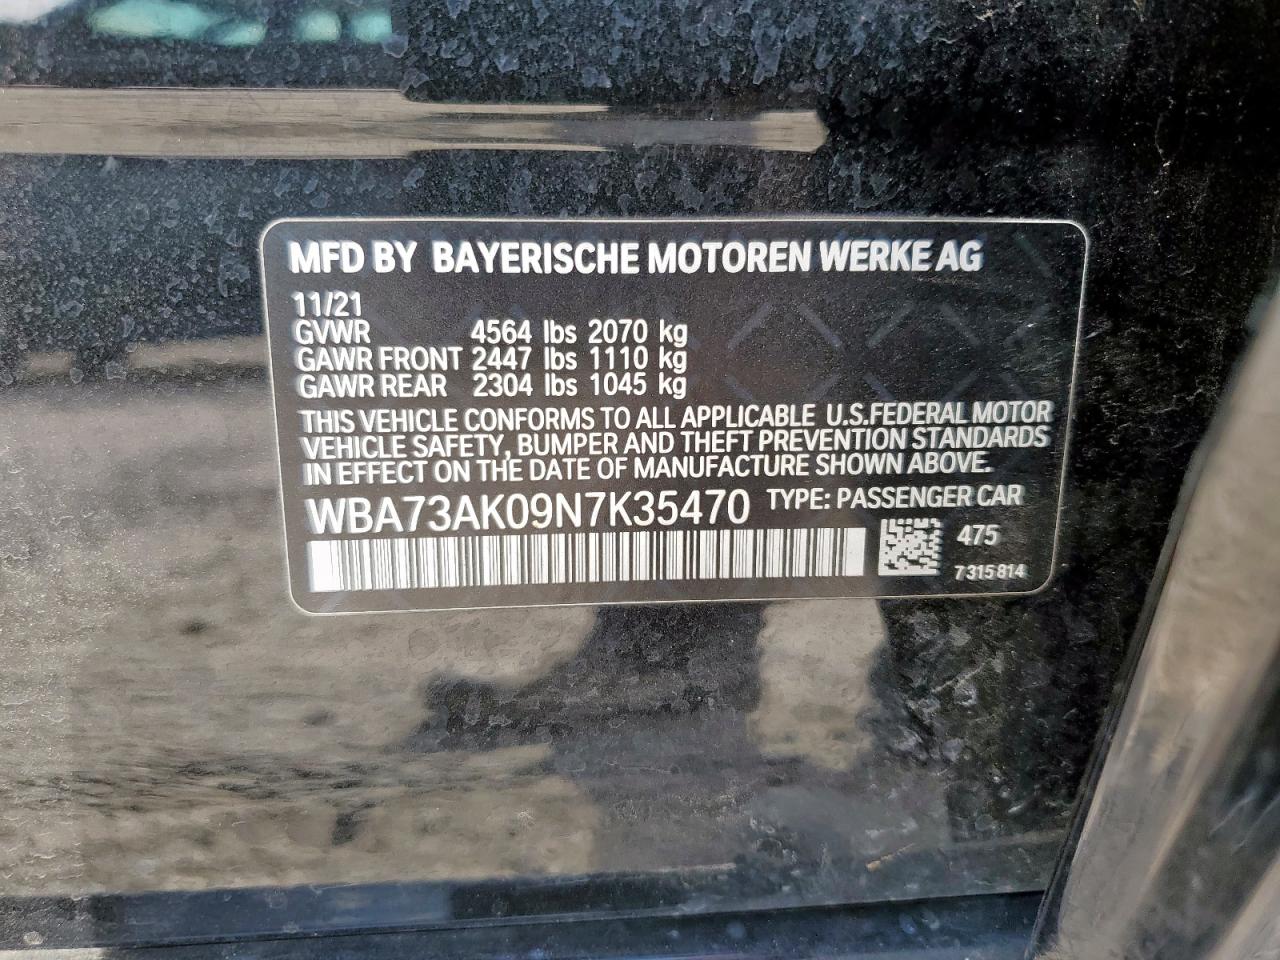 MFD BY BAYERISCHE MOTOREN WERKE AG
11/21
GVWR 4564 lbs 2070 kg
GAWR FRONT 2447 lbs 1110 kg
GAWR REAR 2304 lbs 1045 kg
THIS VEHICLE CONFORMS TO ALL APPLICABLE U.S.FEDERAL MOTOR
VEHICLE SAFETY, BUMPER AND THEFT PREVENTION STANDARDS
IN EFFECT ON THE DATE OF MANUFACTURE SHOWN ABOVE.
WBA73AK09N7K35470 TYPE: PASSENGER CAR
475
7315814